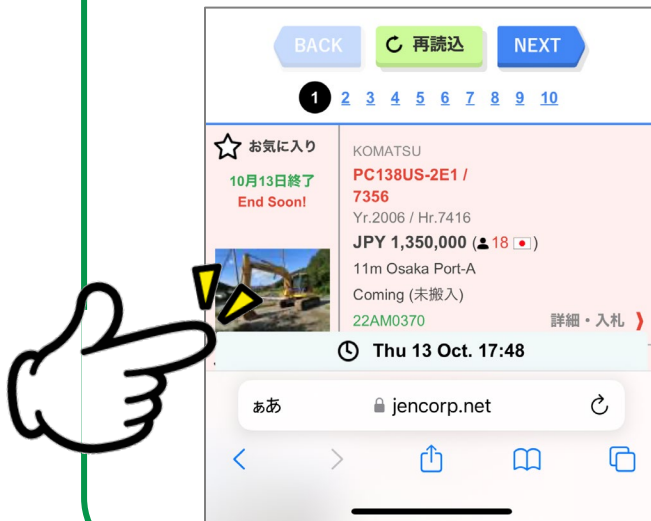 BACK
再読込
NEXT
1 2 3 4 5 6 7 8 9 10
お気に入り
10月13日終了
End Soon!
KOMATSU
PC138US-2E1 /
7356
Yr.2006 / Hr.7416
JPY 1,350,000 (18)
11m Osaka Port-A
Coming (未搬入)
22AM0370
詳細・入札
Thu 13 Oct. 17:48
ぁあ
jencorp.net